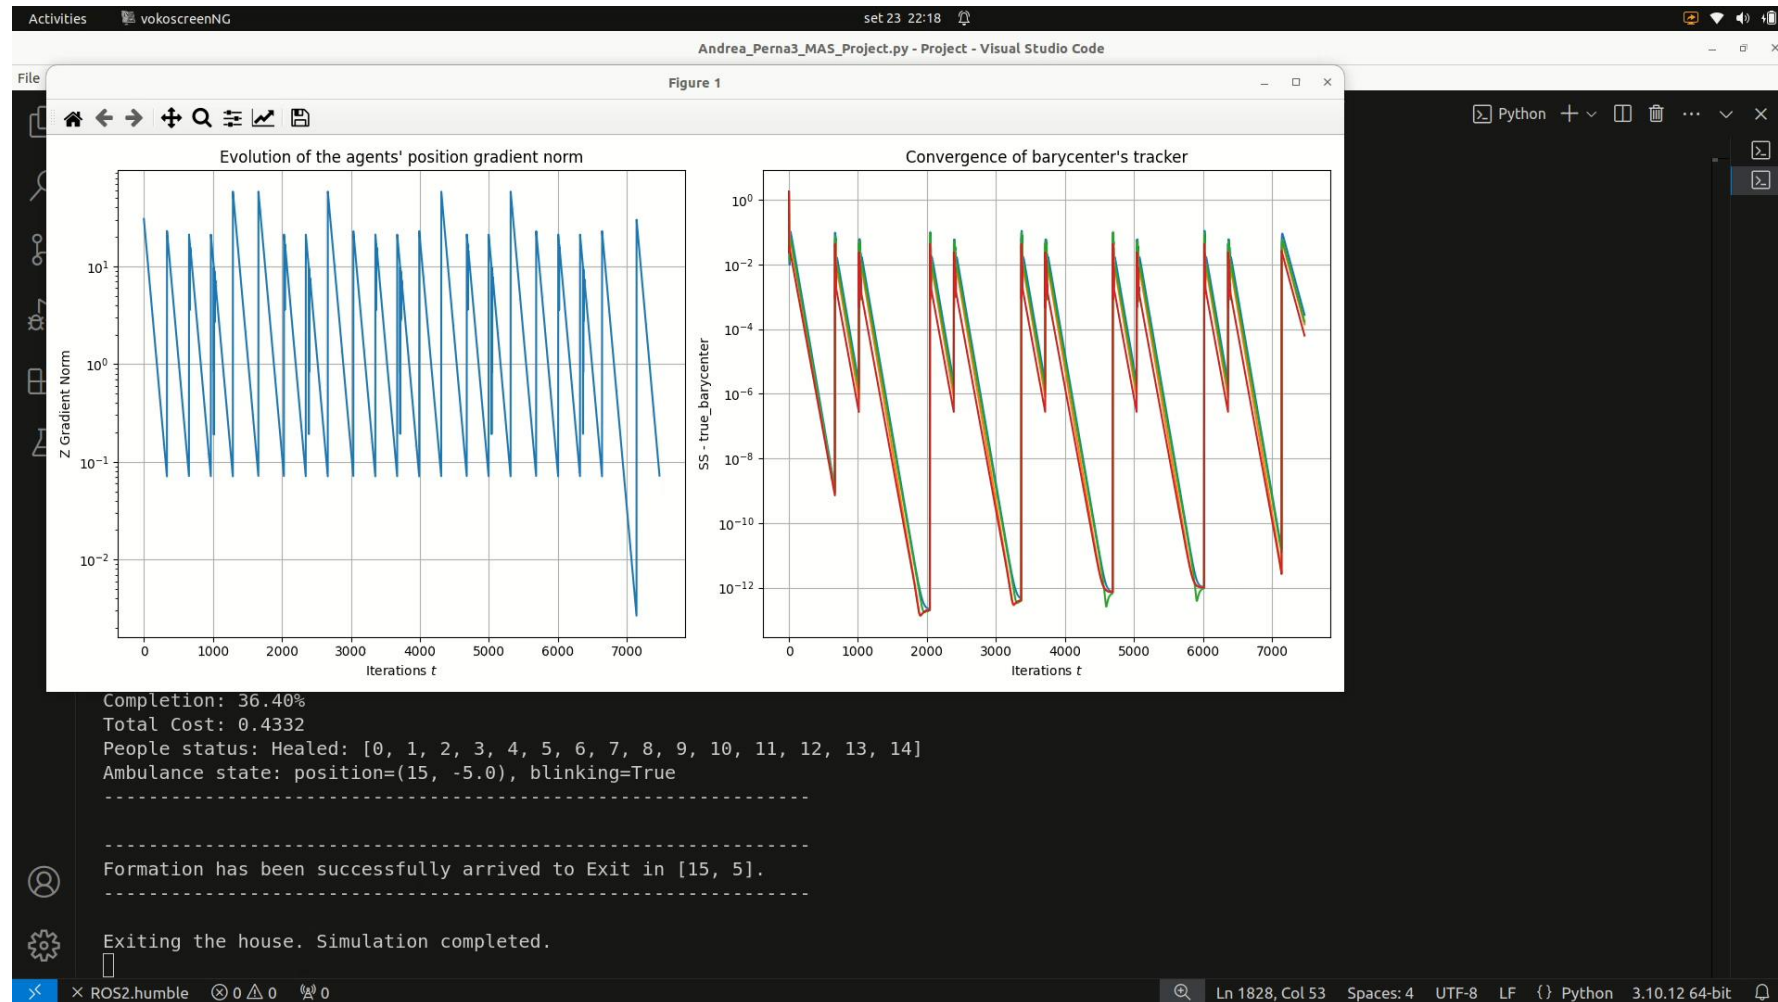 Activities vokoscreenNG set 23 22:18
Andrea_Perna3_MAS_Project.py - Project - Visual Studio Code
File
Figure 1
Python
Evolution of the agents' position gradient norm
Z Gradient Norm
10¹
10⁰
10⁻¹
10⁻²
0 1000 2000 3000 4000 5000 6000 7000
Iterations t
Convergence of barycenter's tracker
SS - true_barycenter
10⁰
10⁻²
10⁻⁴
10⁻⁶
10⁻⁸
10⁻¹⁰
10⁻¹²
0 1000 2000 3000 4000 5000 6000 7000
Iterations t
Completion: 36.40%
Total Cost: 0.4332
People status: Healed: [0, 1, 2, 3, 4, 5, 6, 7, 8, 9, 10, 11, 12, 13, 14]
Ambulance state: position=(15, -5.0), blinking=True
---------------------------------------------------------------
---------------------------------------------------------------
Formation has been successfully arrived to Exit in [15, 5].
---------------------------------------------------------------
Exiting the house. Simulation completed.
ROS2.humble 0 0 0 Ln 1828, Col 53 Spaces: 4 UTF-8 LF {} Python 3.10.12 64-bit